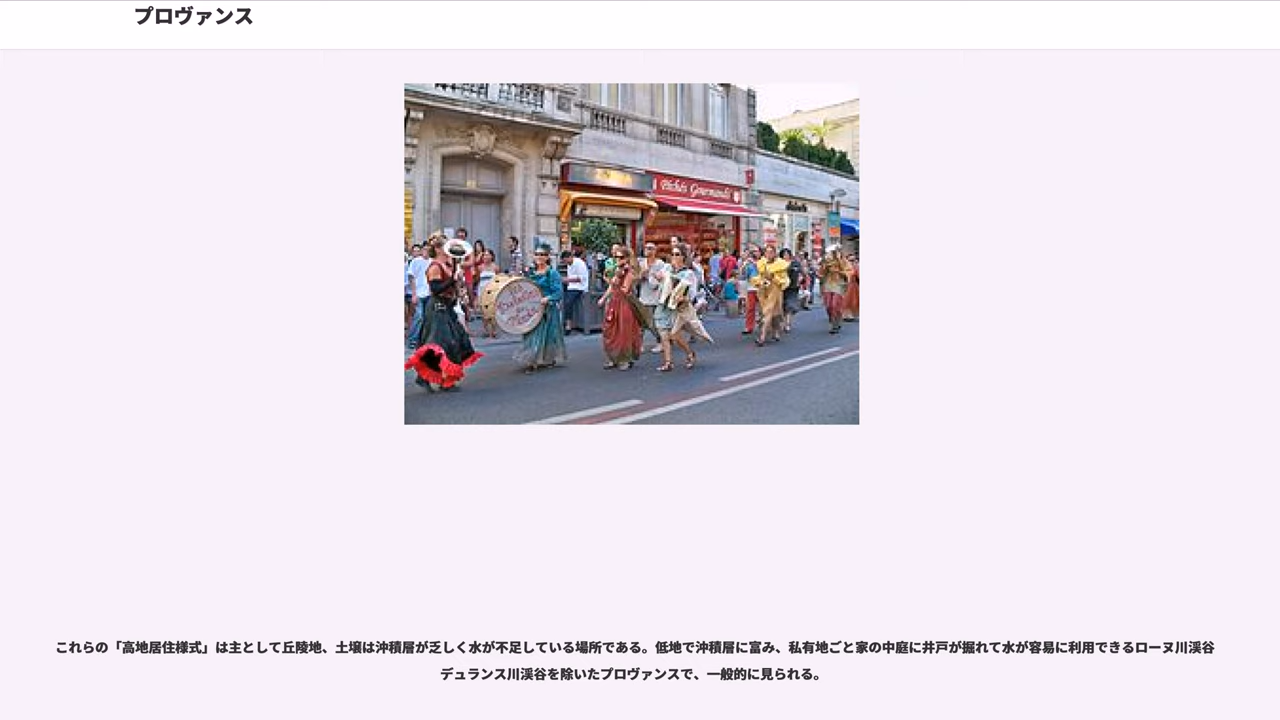 プロヴァンス
Péchés Gourmands
これらの「高地居住様式」は主として丘陵地、土壌は沖積層が乏しく水が不足している場所である。低地で沖積層に富み、私有地ごと家の中庭に井戸が掘れて水が容易に利用できるローヌ川渓谷
デュランス川渓谷を除いたプロヴァンスで、一般的に見られる。